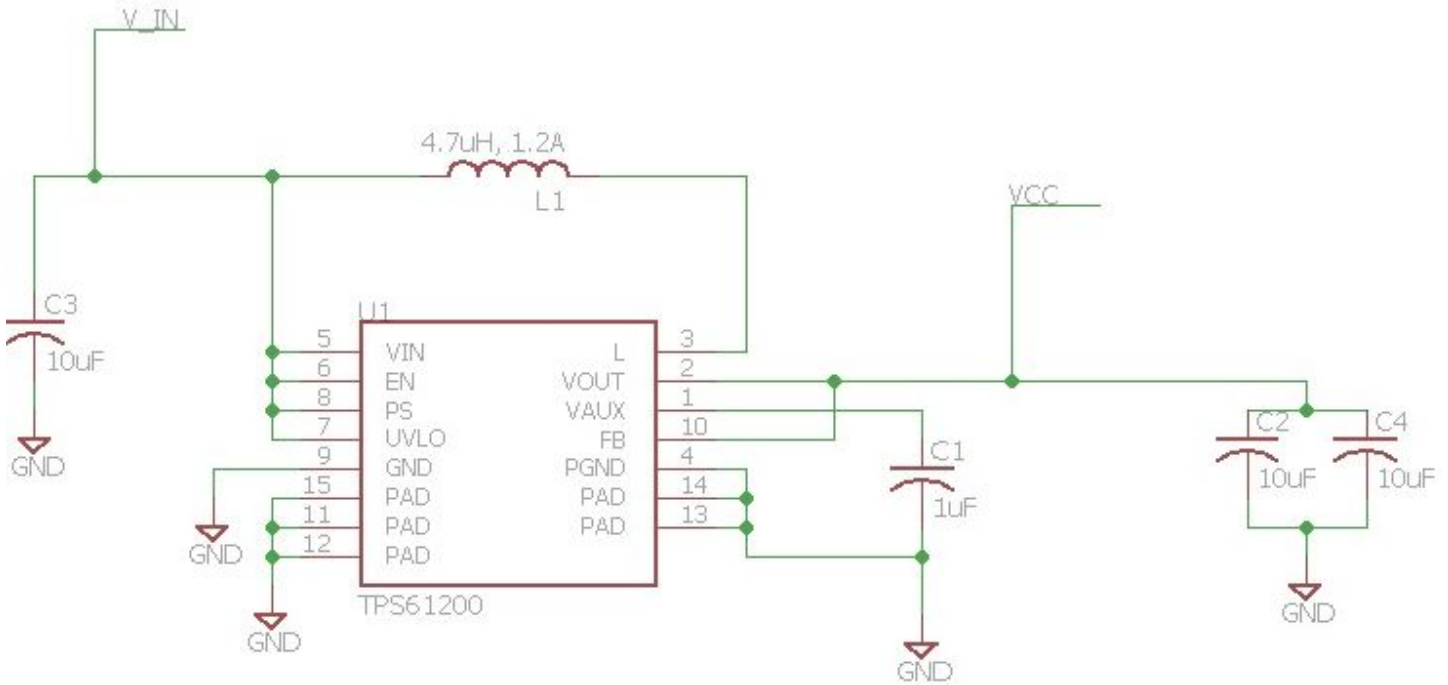 V_IN
4.7uH, 1.2A
L1
VCC
C3
10uF
U1
5 VIN L 3
6 EN VOUT 2
8 PS VAUX 1
7 UVLO FB 10
9 GND PGND 4
15 PAD PAD 14
11 PAD PAD 13
12 PAD
TPS61200
C1
1uF
C2 C4
10uF 10uF
GND
GND
GND
GND
GND